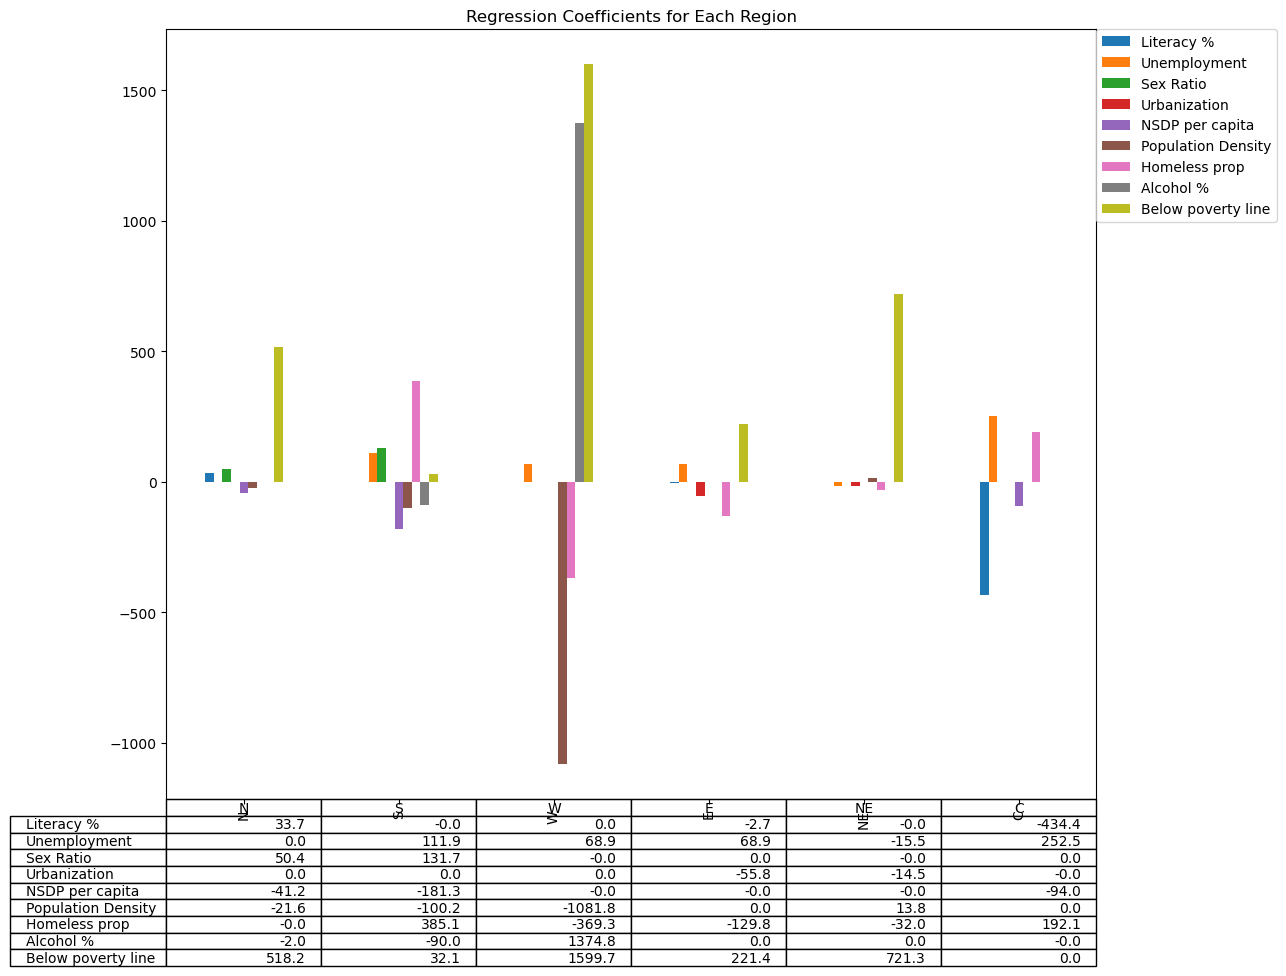 Regression Coefficients for Each Region
Literacy %
Unemployment
Sex Ratio
Urbanization
NSDP per capita
Population Density
Homeless prop
Alcohol %
Below poverty line
1500
1000
500
0
−500
−1000
N S W E NE C
N S W E NE C
Literacy % 33.7 -0.0 0.0 -2.7 -0.0 -434.4
Unemployment 0.0 111.9 68.9 68.9 -15.5 252.5
Sex Ratio 50.4 131.7 -0.0 0.0 -0.0 0.0
Urbanization 0.0 0.0 0.0 -55.8 -14.5 -0.0
NSDP per capita -41.2 -181.3 -0.0 -0.0 -0.0 -94.0
Population Density -21.6 -100.2 -1081.8 0.0 13.8 0.0
Homeless prop -0.0 385.1 -369.3 -129.8 -32.0 192.1
Alcohol % -2.0 -90.0 1374.8 0.0 0.0 -0.0
Below poverty line 518.2 32.1 1599.7 221.4 721.3 0.0